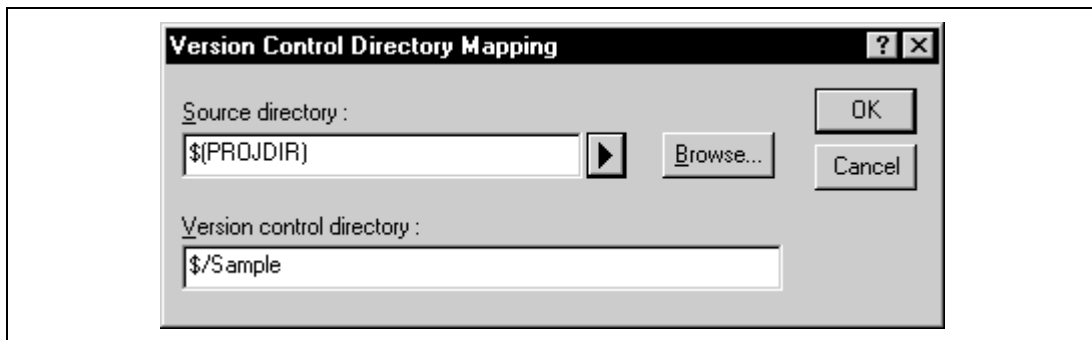 Version Control Directory Mapping
Source directory :
$(PROJDIR)
Browse...
OK
Cancel
Version control directory :
$/Sample